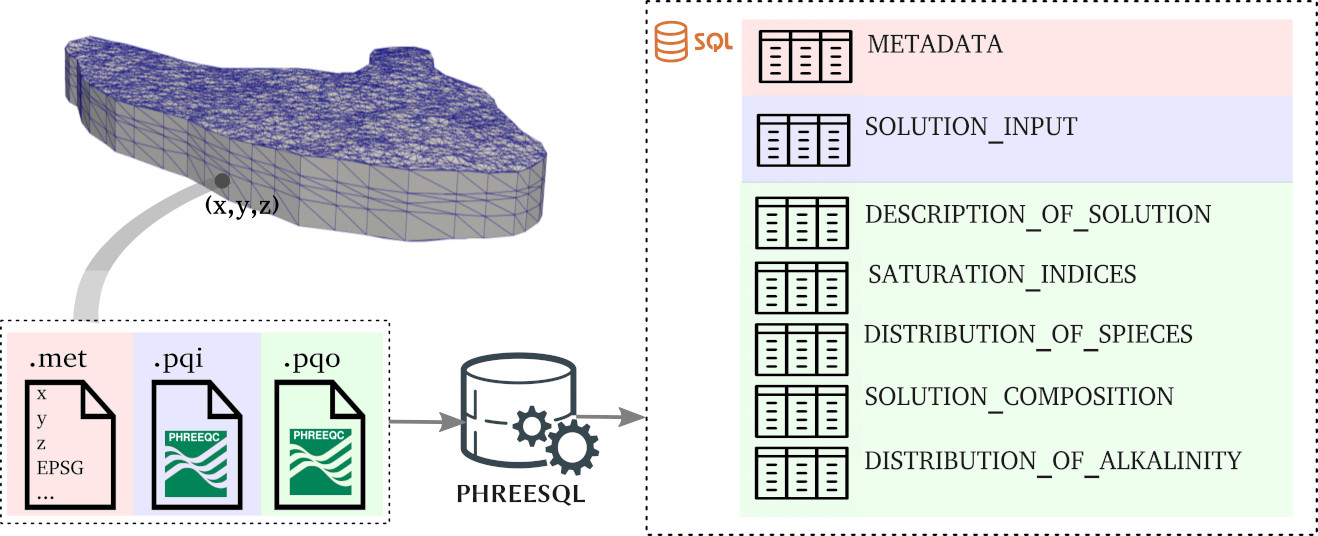 (x,y,z)
.met
x
y
z
EPSG
...
.pqi
PHREEQC
.pqo
PHREEQC
PHREESQL
SQL
METADATA
SOLUTION_INPUT
DESCRIPTION_OF_SOLUTION
SATURATION_INDICES
DISTRIBUTION_OF_SPIECES
SOLUTION_COMPOSITION
DISTRIBUTION_OF_ALKALINITY